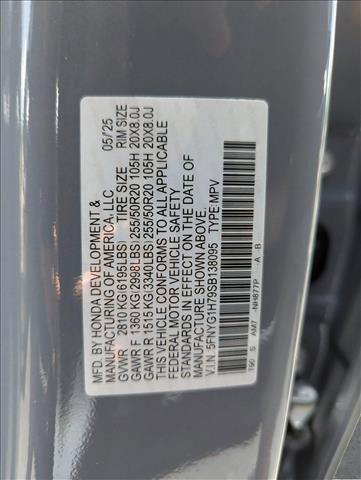 MFD. BY HONDA DEVELOPMENT & 05/25
MANUFACTURING OF AMERICA, LLC
GVWR 2810 KG(6195LBS) TIRE SIZE RIM SIZE
GAWR F 1360 KG(2998LBS) 255/50R20 105H 20X8.0J
GAWR R 1515 KG(3340LBS) 255/50R20 105H 20X8.0J
THIS VEHICLE CONFORMS TO ALL APPLICABLE
FEDERAL MOTOR VEHICLE SAFETY
STANDARDS IN EFFECT ON THE DATE OF
MANUFACTURE SHOWN ABOVE.
V.I.N. 5FNYG1H79SB138095 TYPE:MPV
T90 S AM7 -NH877P - A - B